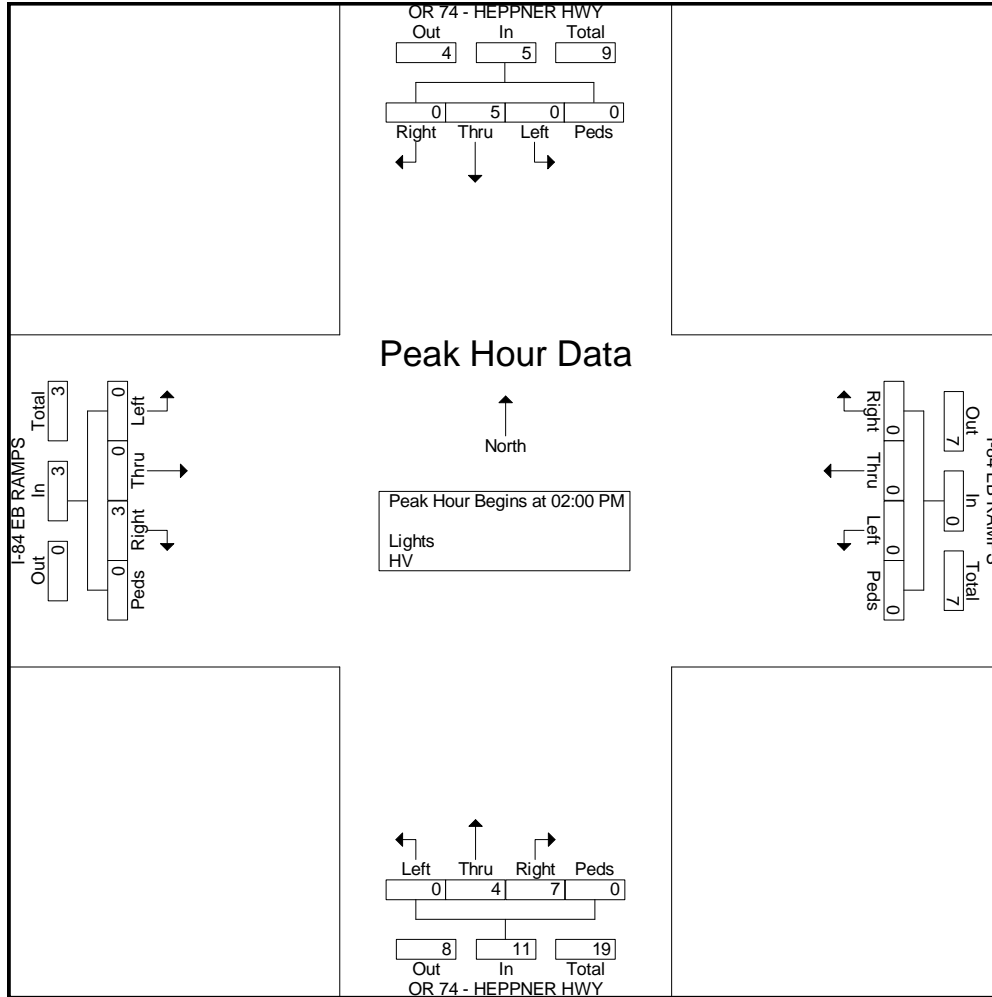 OR 74 - HEPPNER HWY
Out In Total
4 5 9
0 5 0 0
Right Thru Left Peds
Peak Hour Data
North
Peak Hour Begins at 02:00 PM
Lights
HV
I-84 EB RAMPS
Out In Total
0 3 3
Left Thru Right Peds
0 0 3 0
Right Thru Left Peds
0 0 0 0
Out In Total
7 0 7
Left Thru Right Peds
0 4 7 0
8 11 19
Out In Total
OR 74 - HEPPNER HWY